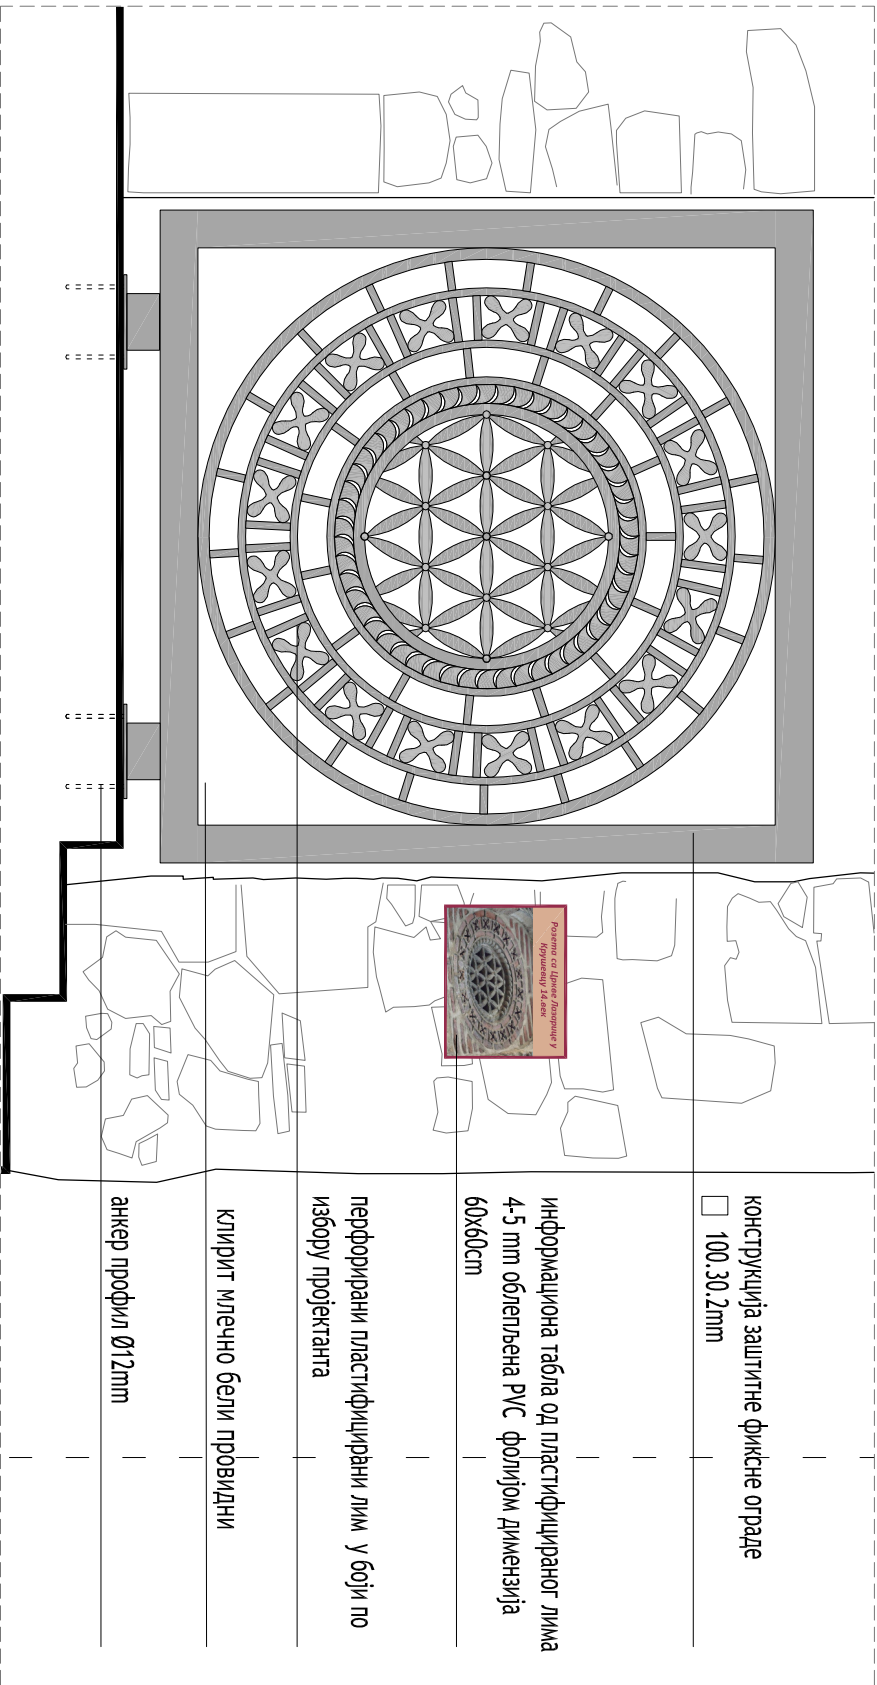 конструкција заштитне фиксне ограде
100.30.2mm
информациона табла од пластифицираног лима
4-5 mm облепљена PVC фолијом димензија
60x60cm
перфорирани пластифицирани лим у боји по
избору пројектанта
клирит млечно бели провидни
анкер профил Ø12mm
Розета са Цркве Лазарице у
Крушевцу 14.век